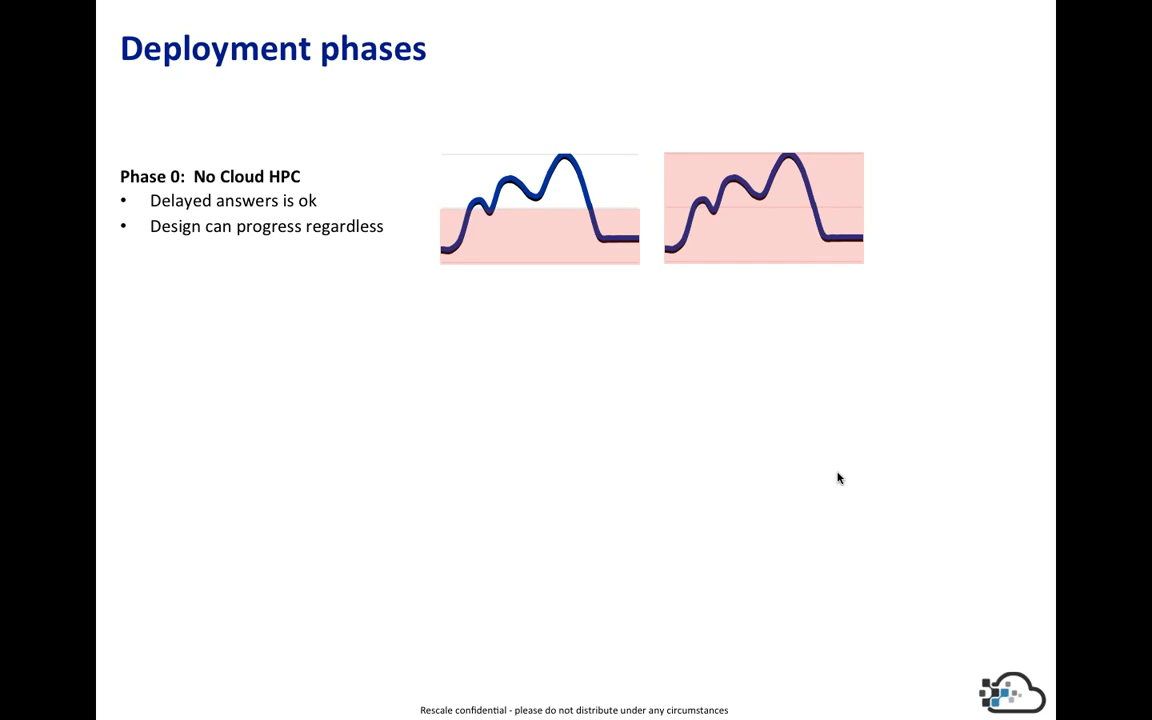 Deployment phases
Phase 0:  No Cloud HPC
• Delayed answers is ok
• Design can progress regardless
Rescale confidential - please do not distribute under any circumstances